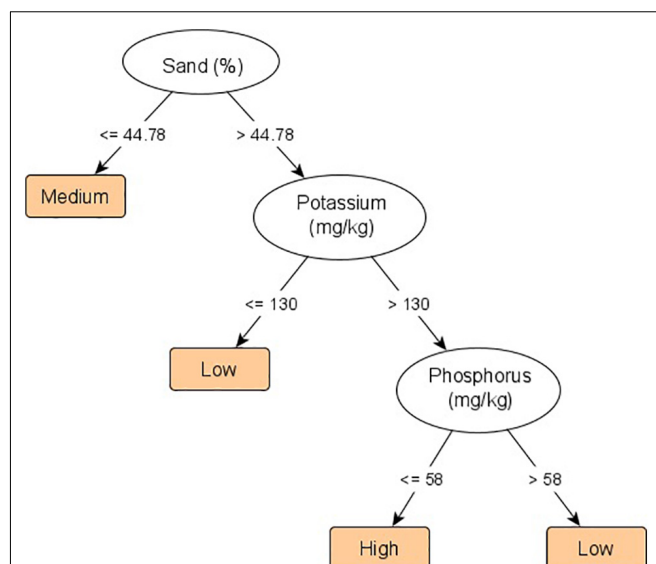 Sand (%)
<= 44.78
> 44.78
Medium
Potassium
(mg/kg)
<= 130
> 130
Low
Phosphorus
(mg/kg)
<= 58
> 58
High
Low